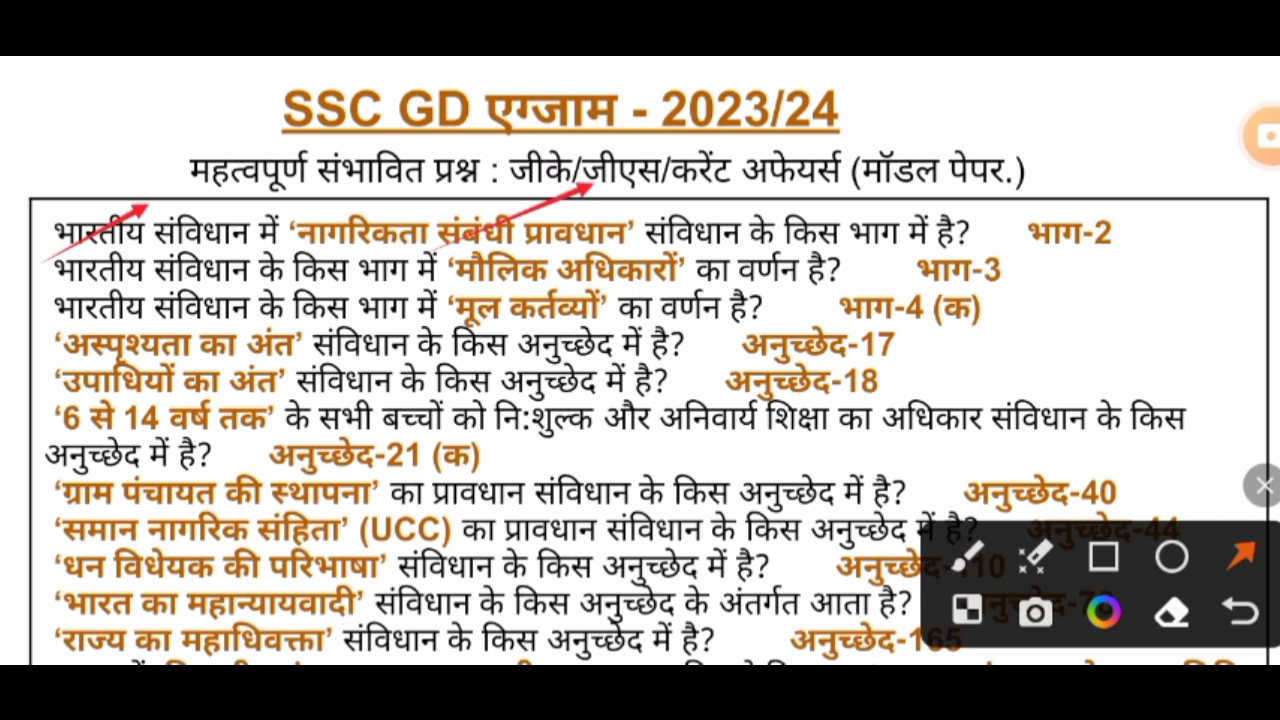 SSC GD एग्जाम - 2023/24
महत्वपूर्ण संभावित प्रश्न : जीके/जीएस/करेंट अफेयर्स (मॉडल पेपर.)
भारतीय संविधान में ‘नागरिकता संबंधी प्रावधान’ संविधान के किस भाग में है? भाग-2
भारतीय संविधान के किस भाग में ‘मौलिक अधिकारों’ का वर्णन है? भाग-3
भारतीय संविधान के किस भाग में ‘मूल कर्तव्यों’ का वर्णन है? भाग-4 (क)
‘अस्पृश्यता का अंत’ संविधान के किस अनुच्छेद में है? अनुच्छेद-17
‘उपाधियों का अंत’ संविधान के किस अनुच्छेद में है? अनुच्छेद-18
‘6 से 14 वर्ष तक’ के सभी बच्चों को नि:शुल्क और अनिवार्य शिक्षा का अधिकार संविधान के किस
अनुच्छेद में है? अनुच्छेद-21 (क)
‘ग्राम पंचायत की स्थापना’ का प्रावधान संविधान के किस अनुच्छेद में है? अनुच्छेद-40
‘समान नागरिक संहिता’ (UCC) का प्रावधान संविधान के किस अनुच्छेद में है? अनुच्छेद-44
‘धन विधेयक की परिभाषा’ संविधान के किस अनुच्छेद में है? अनुच्छेद-110
‘भारत का महान्यायवादी’ संविधान के किस अनुच्छेद के अंतर्गत आता है?
‘राज्य का महाधिवक्ता’ संविधान के किस अनुच्छेद में है? अनुच्छेद-165